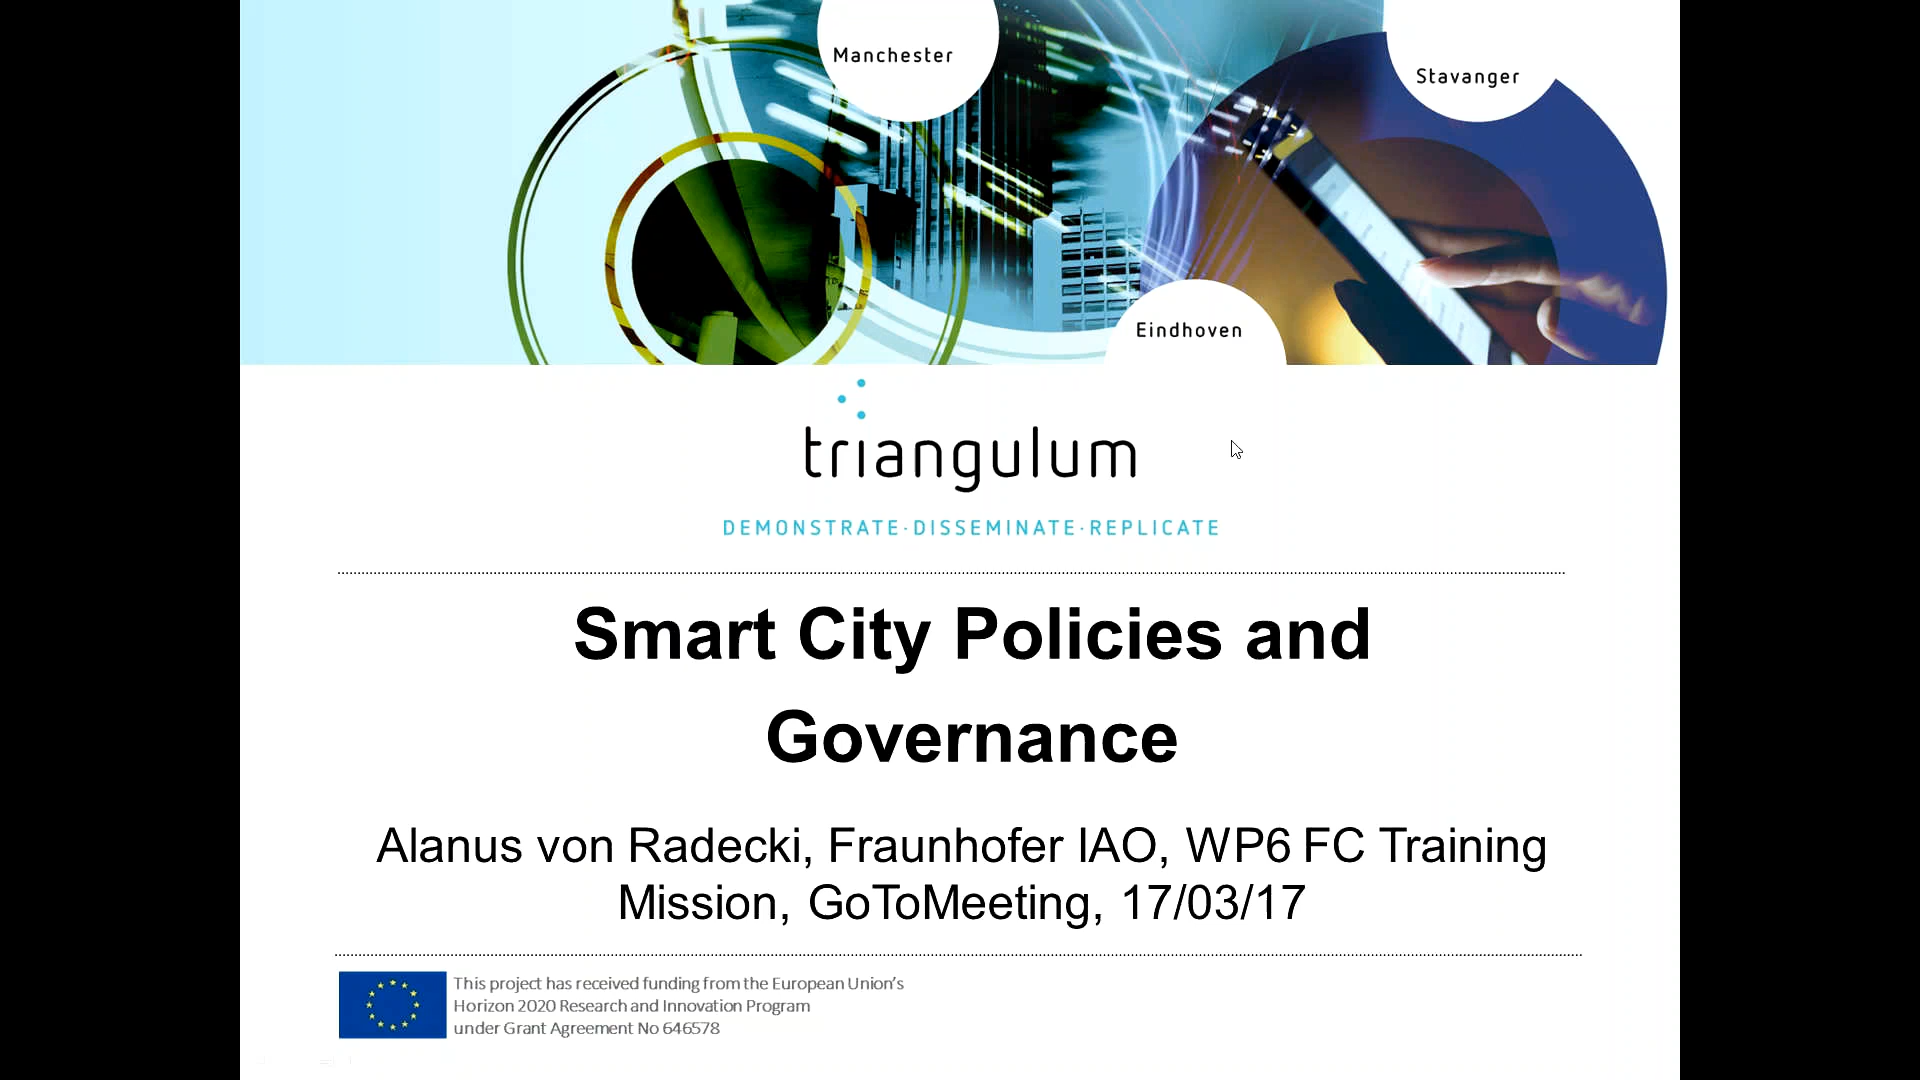 Manchester
Stavanger
Eindhoven
triangulum
DEMONSTRATE·DISSEMINATE·REPLICATE
Smart City Policies and
Governance
Alanus von Radecki, Fraunhofer IAO, WP6 FC Training
Mission, GoToMeeting, 17/03/17
This project has received funding from the European Union’s
Horizon 2020 Research and Innovation Program
under Grant Agreement No 646578